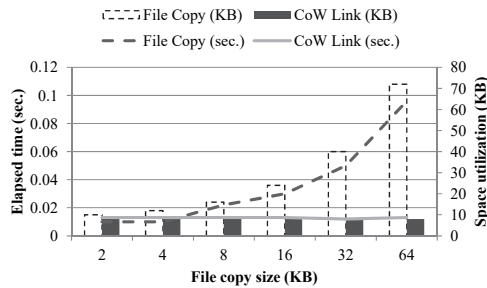 File Copy (KB) CoW Link (KB)
File Copy (sec.) CoW Link (sec.)
Elapsed time (sec.)
0.12
0.1
0.08
0.06
0.04
0.02
0
80
70
60
50
40
30
20
10
0
Space utilization (KB)
2 4 8 16 32 64
File copy size (KB)